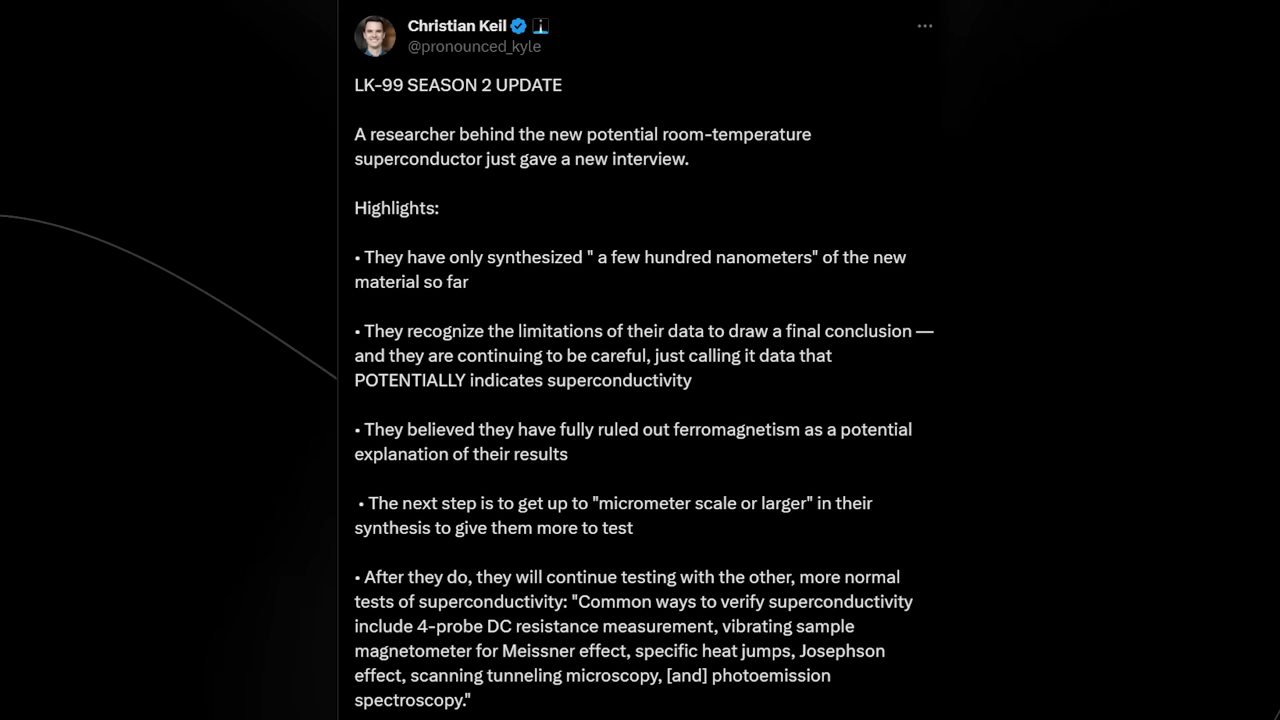 Christian Keil
@pronounced_kyle
LK-99 SEASON 2 UPDATE
A researcher behind the new potential room-temperature
superconductor just gave a new interview.
Highlights:
• They have only synthesized " a few hundred nanometers" of the new
material so far
• They recognize the limitations of their data to draw a final conclusion —
and they are continuing to be careful, just calling it data that
POTENTIALLY indicates superconductivity
• They believed they have fully ruled out ferromagnetism as a potential
explanation of their results
• The next step is to get up to "micrometer scale or larger" in their
synthesis to give them more to test
• After they do, they will continue testing with the other, more normal
tests of superconductivity: "Common ways to verify superconductivity
include 4-probe DC resistance measurement, vibrating sample
magnetometer for Meissner effect, specific heat jumps, Josephson
effect, scanning tunneling microscopy, [and] photoemission
spectroscopy."